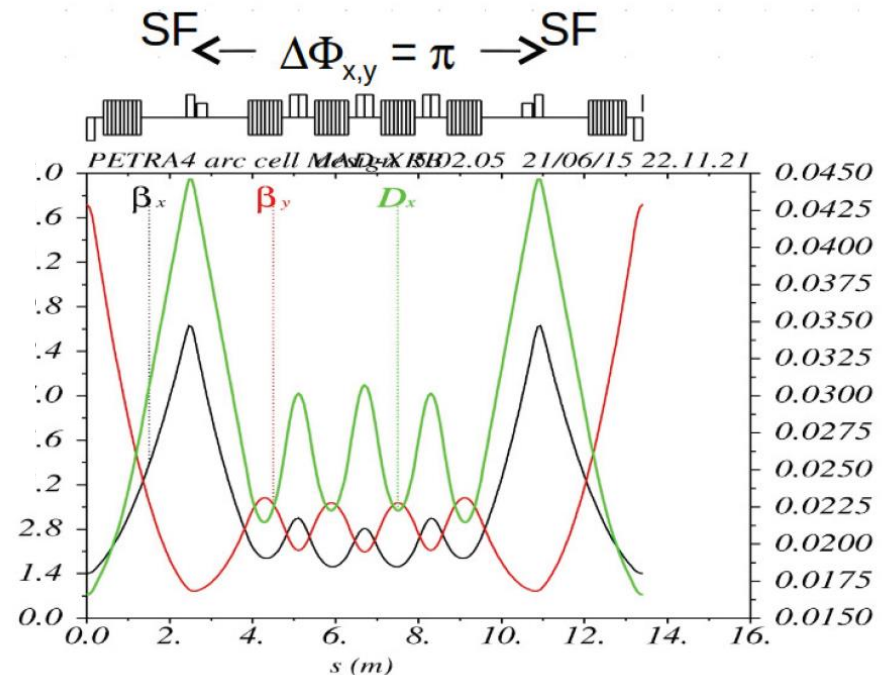 SF ← ΔΦx,y = π → SF
PETRA4 arc cell MAD-X 02.05 21/06/15 22.11.21
βx βy Dx
.0 0.0450
.6 0.0425
.2 0.0400
.8 0.0375
.4 0.0350
.0 0.0325
.6 0.0300
.2 0.0275
2.8 0.0250
1.4 0.0225
0.0 0.0200
0.0175
0.0150
0.0 2. 4. 6. 8. 10. 12. 14. 16.
s (m)